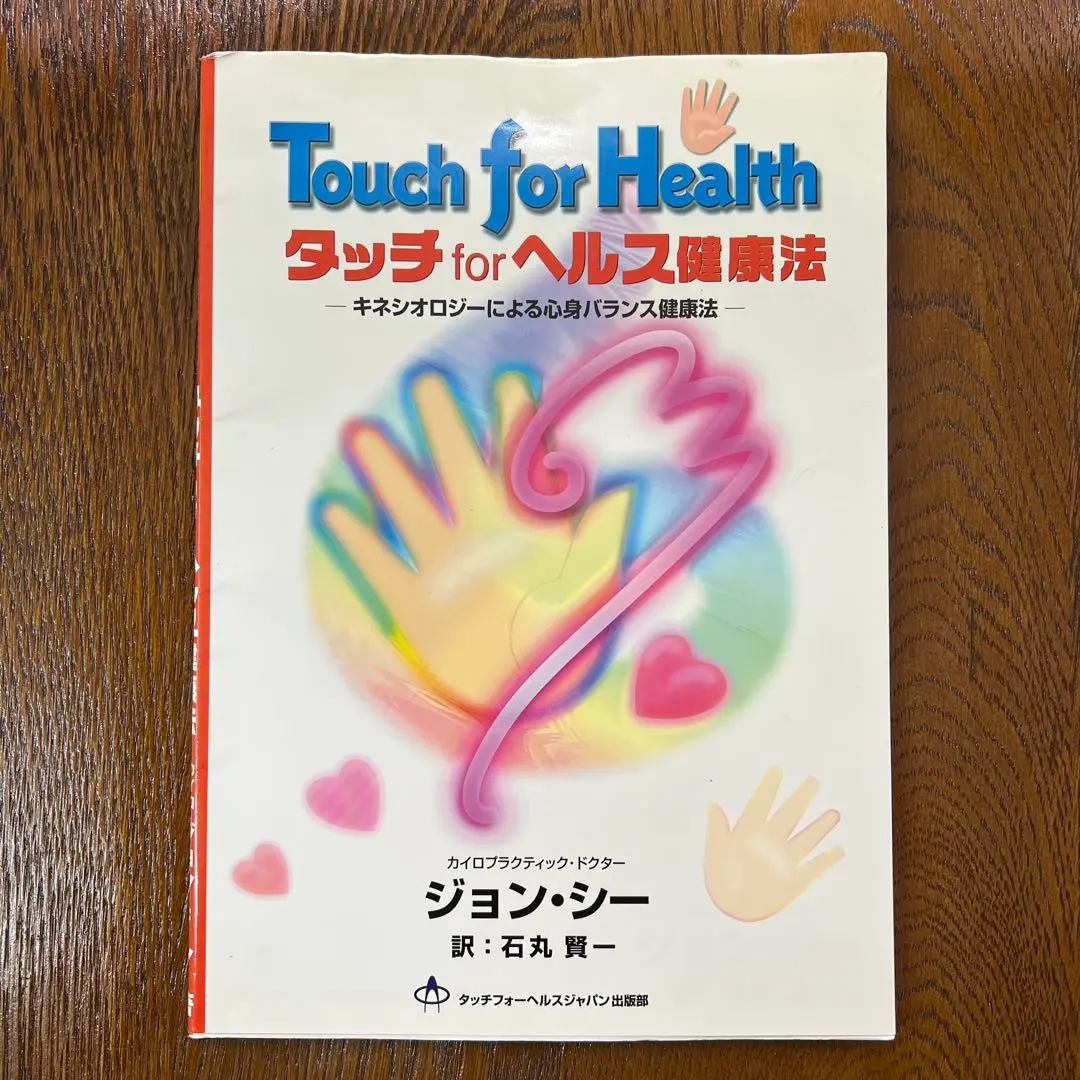 Touch for Health
タッチ for ヘルス健康法
― キネシオロジーによる心身バランス健康法 ―
カイロプラクティック・ドクター
ジョン・シー
訳：石丸 賢一
タッチフォーヘルスジャパン出版部